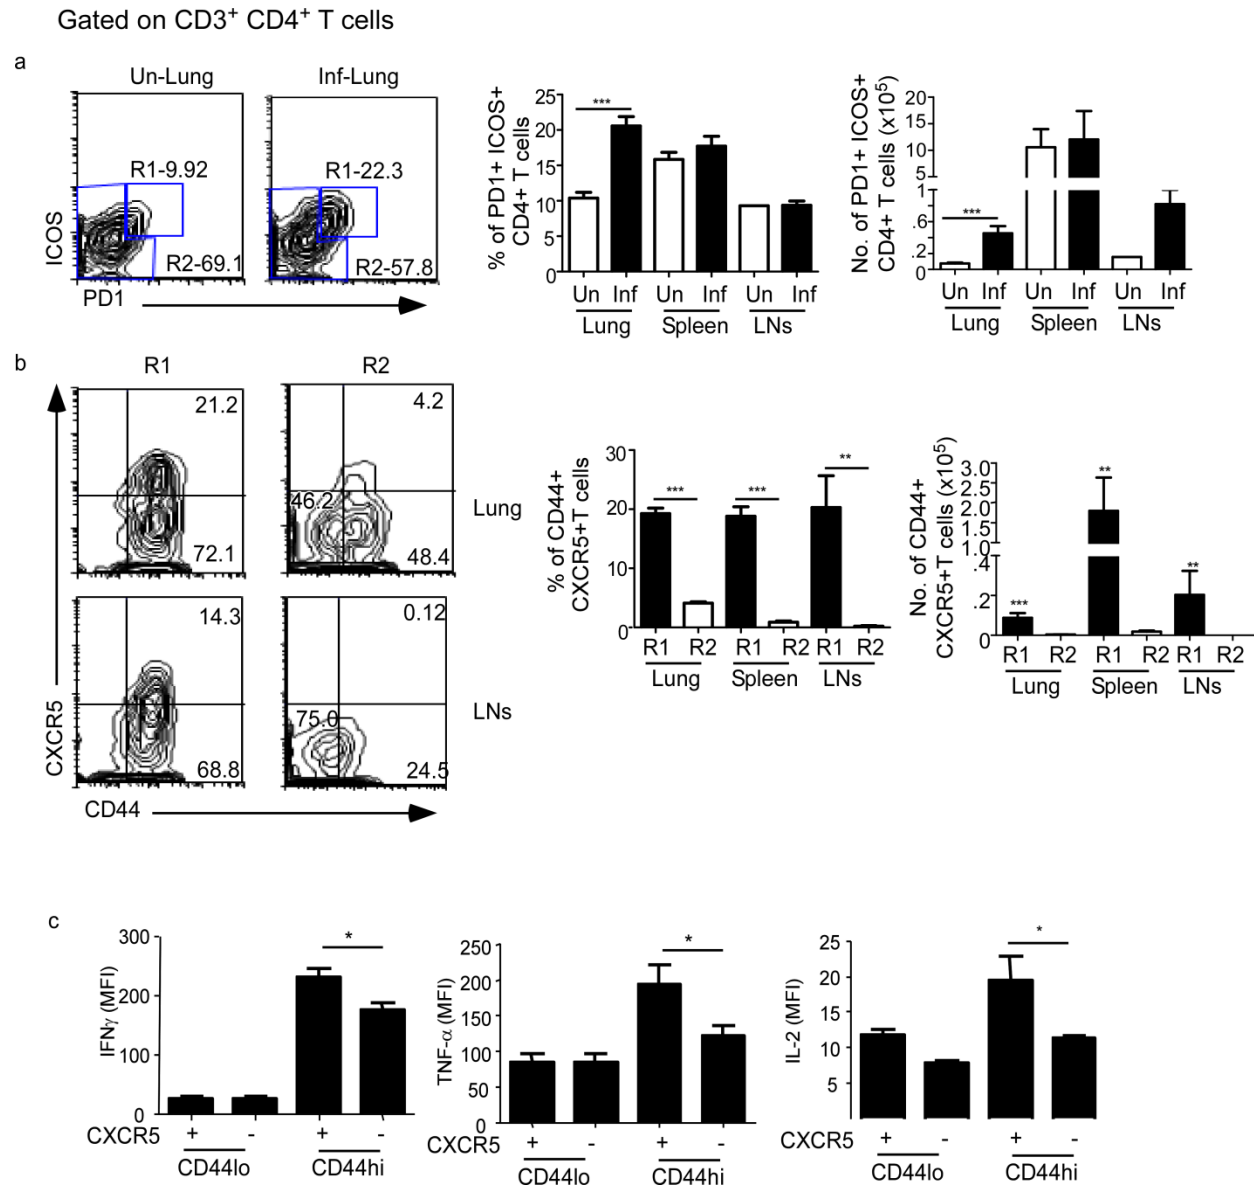 Gated on CD3+ CD4+ T cells
a
Un-Lung
Inf-Lung
R1-9.92
R1-22.3
R2-69.1
R2-57.8
ICOS
PD1
% of PD1+ ICOS+
CD4+ T cells
25
20
15
10
5
0
***
Un Inf Un Inf Un Inf
Lung Spleen LNs
No. of PD1+ ICOS+
CD4+ T cells (x105)
20
15
10
5
1
.6
.2
0
***
Un Inf Un Inf Un Inf
Lung Spleen LNs
b
R1
R2
21.2
72.1
4.2
46.2
48.4
Lung
14.3
68.8
0.12
75.0
24.5
LNs
CXCR5
CD44
% of CD44+
CXCR5+T cells
30
20
10
0
*** *** **
R1 R2 R1 R2 R1 R2
Lung Spleen LNs
No. of CD44+
CXCR5+T cells (x105)
3.0
2.0
1.5
1.0
.4
.2
0
*** ** **
R1 R2 R1 R2 R1 R2
Lung Spleen LNs
c
IFNγ (MFI)
300
200
100
0
*
CXCR5 + - + -
CD44lo CD44hi
TNF-α (MFI)
250
200
150
100
50
0
*
CXCR5 + - + -
CD44lo CD44hi
IL-2 (MFI)
25
20
15
10
5
*
CXCR5 + - + -
CD44lo CD44hi